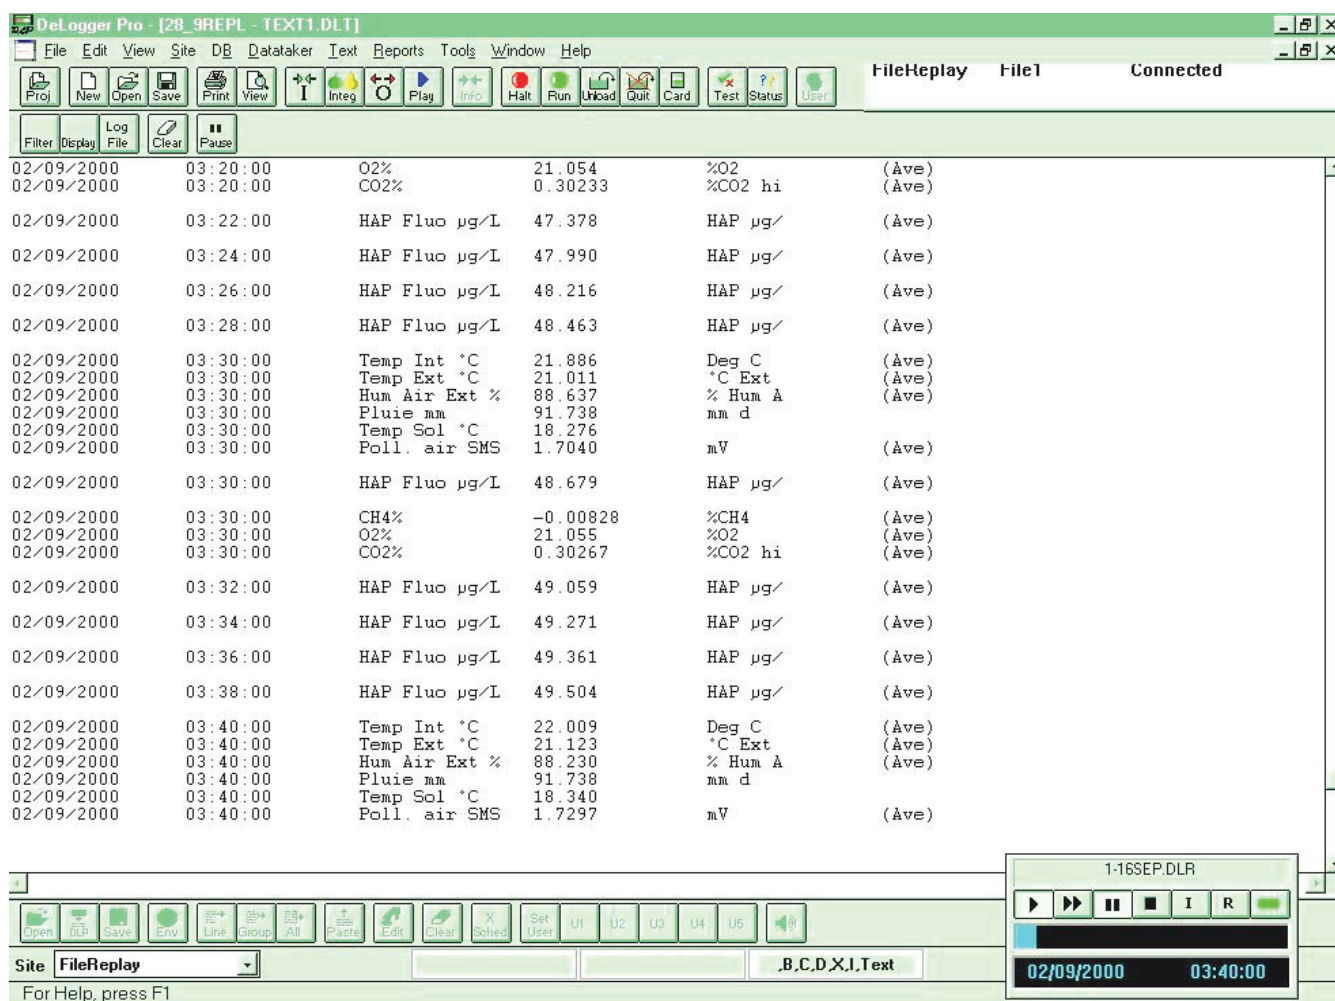 DeLogger Pro - [28_9REPL - TEXT1.DLT]
File Edit View Site DB Datataker Text Reports Tools Window Help
Proj New Open Save Print View I Integ O Play Info Halt Run Unload Quit Card Test Status User
FileReplay File1 Connected
Filter Display Log File Clear Pause
02/09/2000 03:20:00 O2% 21.054 %O2 (Ave)
02/09/2000 03:20:00 CO2% 0.30233 %CO2 hi (Ave)
02/09/2000 03:22:00 HAP Fluo µg/L 47.378 HAP µg/ (Ave)
02/09/2000 03:24:00 HAP Fluo µg/L 47.990 HAP µg/ (Ave)
02/09/2000 03:26:00 HAP Fluo µg/L 48.216 HAP µg/ (Ave)
02/09/2000 03:28:00 HAP Fluo µg/L 48.463 HAP µg/ (Ave)
02/09/2000 03:30:00 Temp Int °C 21.886 Deg C (Ave)
02/09/2000 03:30:00 Temp Ext °C 21.011 °C Ext (Ave)
02/09/2000 03:30:00 Hum Air Ext % 88.637 % Hum A (Ave)
02/09/2000 03:30:00 Pluie mm 91.738 mm d
02/09/2000 03:30:00 Temp Sol °C 18.276
02/09/2000 03:30:00 Poll. air SMS 1.7040 mV (Ave)
02/09/2000 03:30:00 HAP Fluo µg/L 48.679 HAP µg/ (Ave)
02/09/2000 03:30:00 CH4% -0.00828 %CH4 (Ave)
02/09/2000 03:30:00 O2% 21.055 %O2 (Ave)
02/09/2000 03:30:00 CO2% 0.30267 %CO2 hi (Ave)
02/09/2000 03:32:00 HAP Fluo µg/L 49.059 HAP µg/ (Ave)
02/09/2000 03:34:00 HAP Fluo µg/L 49.271 HAP µg/ (Ave)
02/09/2000 03:36:00 HAP Fluo µg/L 49.361 HAP µg/ (Ave)
02/09/2000 03:38:00 HAP Fluo µg/L 49.504 HAP µg/ (Ave)
02/09/2000 03:40:00 Temp Int °C 22.009 Deg C (Ave)
02/09/2000 03:40:00 Temp Ext °C 21.123 °C Ext (Ave)
02/09/2000 03:40:00 Hum Air Ext % 88.230 % Hum A (Ave)
02/09/2000 03:40:00 Pluie mm 91.738 mm d
02/09/2000 03:40:00 Temp Sol °C 18.340
02/09/2000 03:40:00 Poll. air SMS 1.7297 mV (Ave)
1-16SEP.DLR
I R
Open DLP Save Env Line Group All Paste Edit Clear X Sched Set User U1 U2 U3 U4 U5
Site FileReplay ,B,C,D,X,I,Text
02/09/2000 03:40:00
For Help, press F1